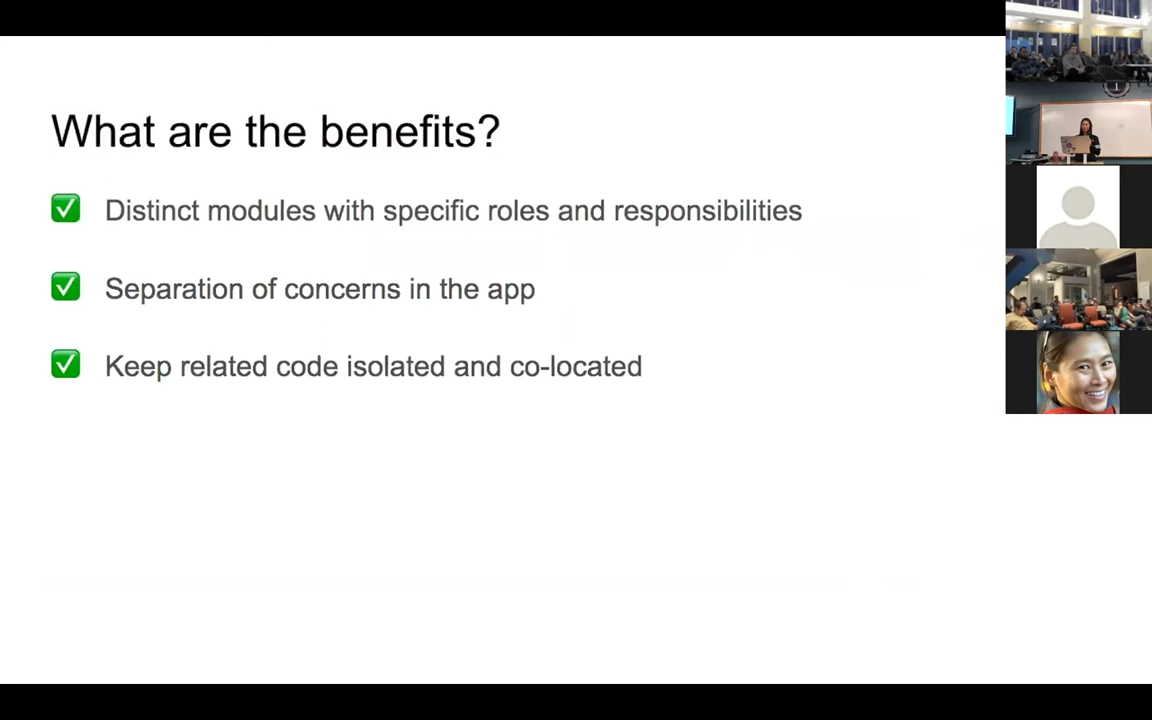 What are the benefits?
✅ Distinct modules with specific roles and responsibilities
✅ Separation of concerns in the app
✅ Keep related code isolated and co-located